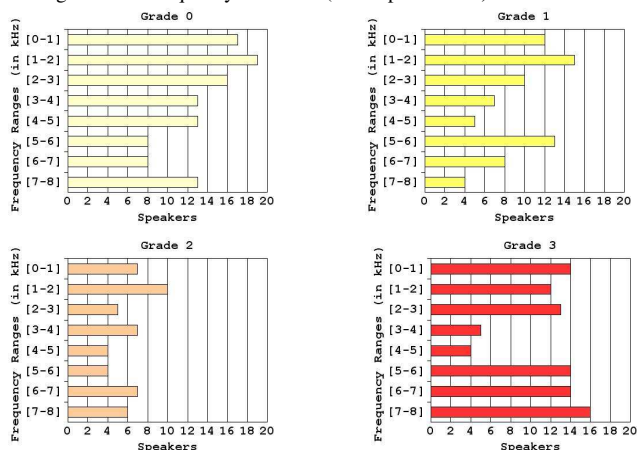 Grade 0
Frequency Ranges (in kHz)
[0-1]
[1-2]
[2-3]
[3-4]
[4-5]
[5-6]
[6-7]
[7-8]
0 2 4 6 8 10 12 14 16 18 20
Speakers
Grade 1
Frequency Ranges (in kHz)
[0-1]
[1-2]
[2-3]
[3-4]
[4-5]
[5-6]
[6-7]
[7-8]
0 2 4 6 8 10 12 14 16 18 20
Speakers
Grade 2
Frequency Ranges (in kHz)
[0-1]
[1-2]
[2-3]
[3-4]
[4-5]
[5-6]
[6-7]
[7-8]
0 2 4 6 8 10 12 14 16 18 20
Speakers
Grade 3
Frequency Ranges (in kHz)
[0-1]
[1-2]
[2-3]
[3-4]
[4-5]
[5-6]
[6-7]
[7-8]
0 2 4 6 8 10 12 14 16 18 20
Speakers